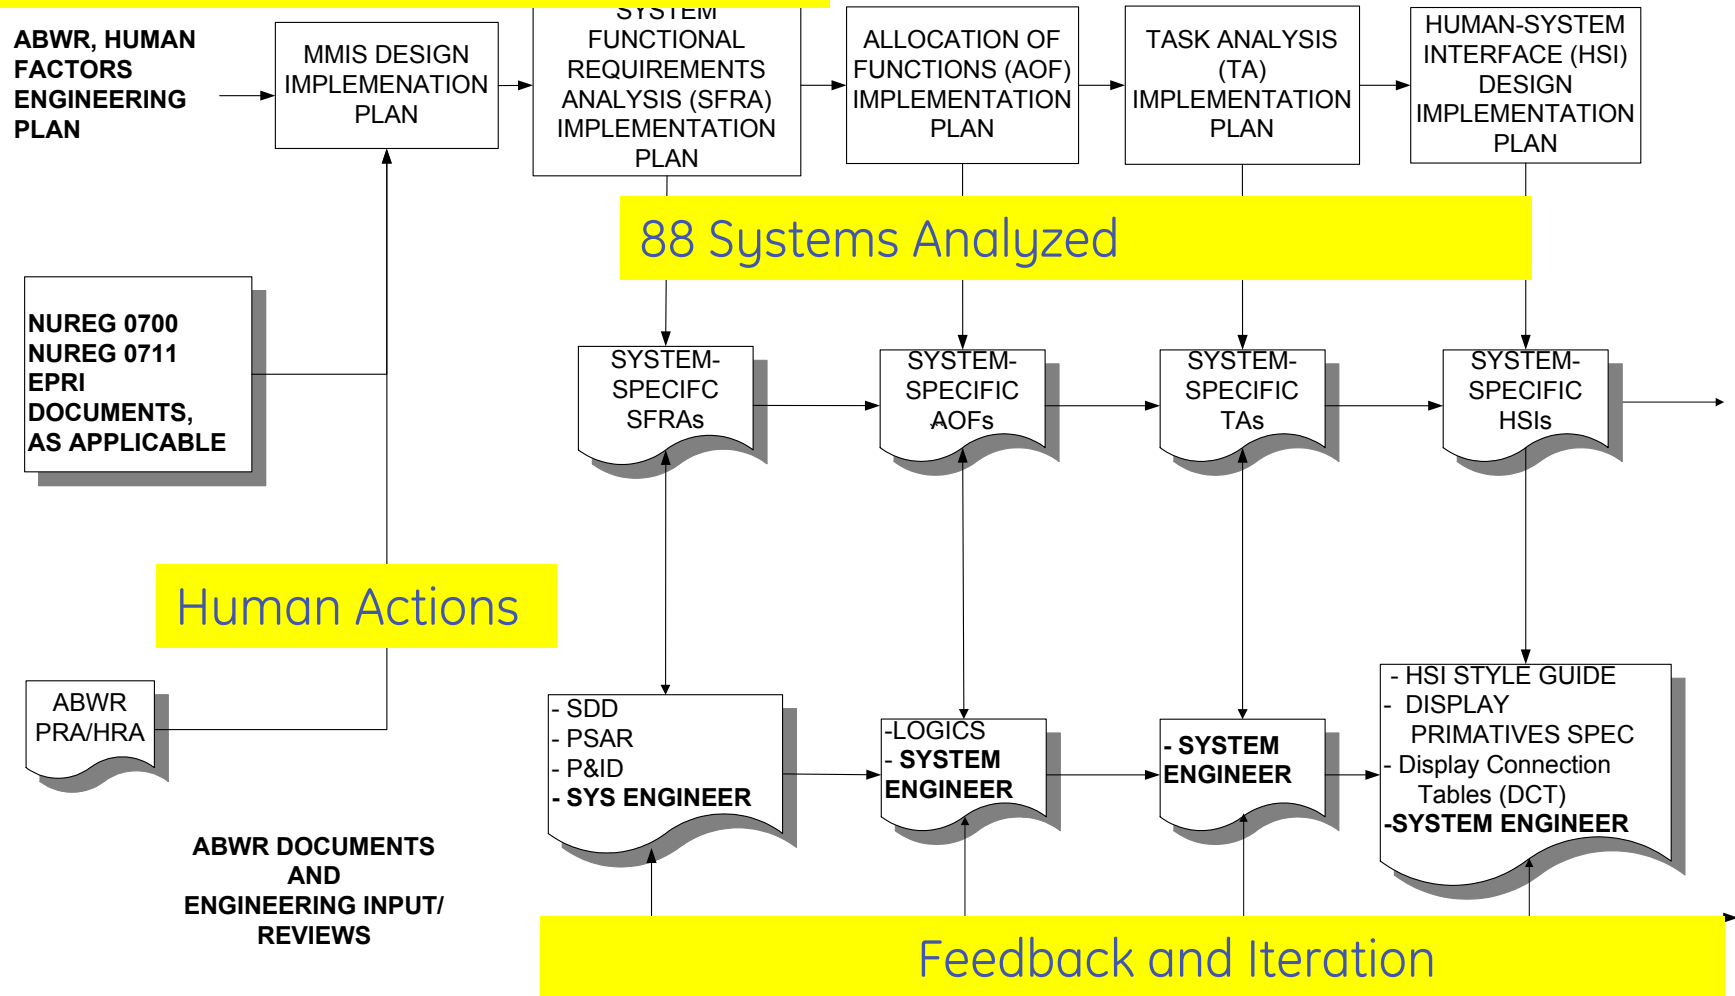 ABWR, HUMAN
FACTORS
ENGINEERING
PLAN
MMIS DESIGN
IMPLEMENATION
PLAN
SYSTEM
FUNCTIONAL
REQUIREMENTS
ANALYSIS (SFRA)
IMPLEMENTATION
PLAN
ALLOCATION OF
FUNCTIONS (AOF)
IMPLEMENTATION
PLAN
TASK ANALYSIS
(TA)
IMPLEMENTATION
PLAN
HUMAN-SYSTEM
INTERFACE (HSI)
DESIGN
IMPLEMENTATION
PLAN
88 Systems Analyzed
NUREG 0700
NUREG 0711
EPRI
DOCUMENTS,
AS APPLICABLE
SYSTEM-
SPECIFC
SFRAs
SYSTEM-
SPECIFIC
AOFs
SYSTEM-
SPECIFIC
TAs
SYSTEM-
SPECIFIC
HSIs
Human Actions
ABWR
PRA/HRA
- SDD
- PSAR
- P&ID
- SYS ENGINEER
-LOGICS
- SYSTEM
ENGINEER
- SYSTEM
ENGINEER
- HSI STYLE GUIDE
- DISPLAY
PRIMATIVES SPEC
- Display Connection
Tables (DCT)
-SYSTEM ENGINEER
ABWR DOCUMENTS
AND
ENGINEERING INPUT/
REVIEWS
Feedback and Iteration